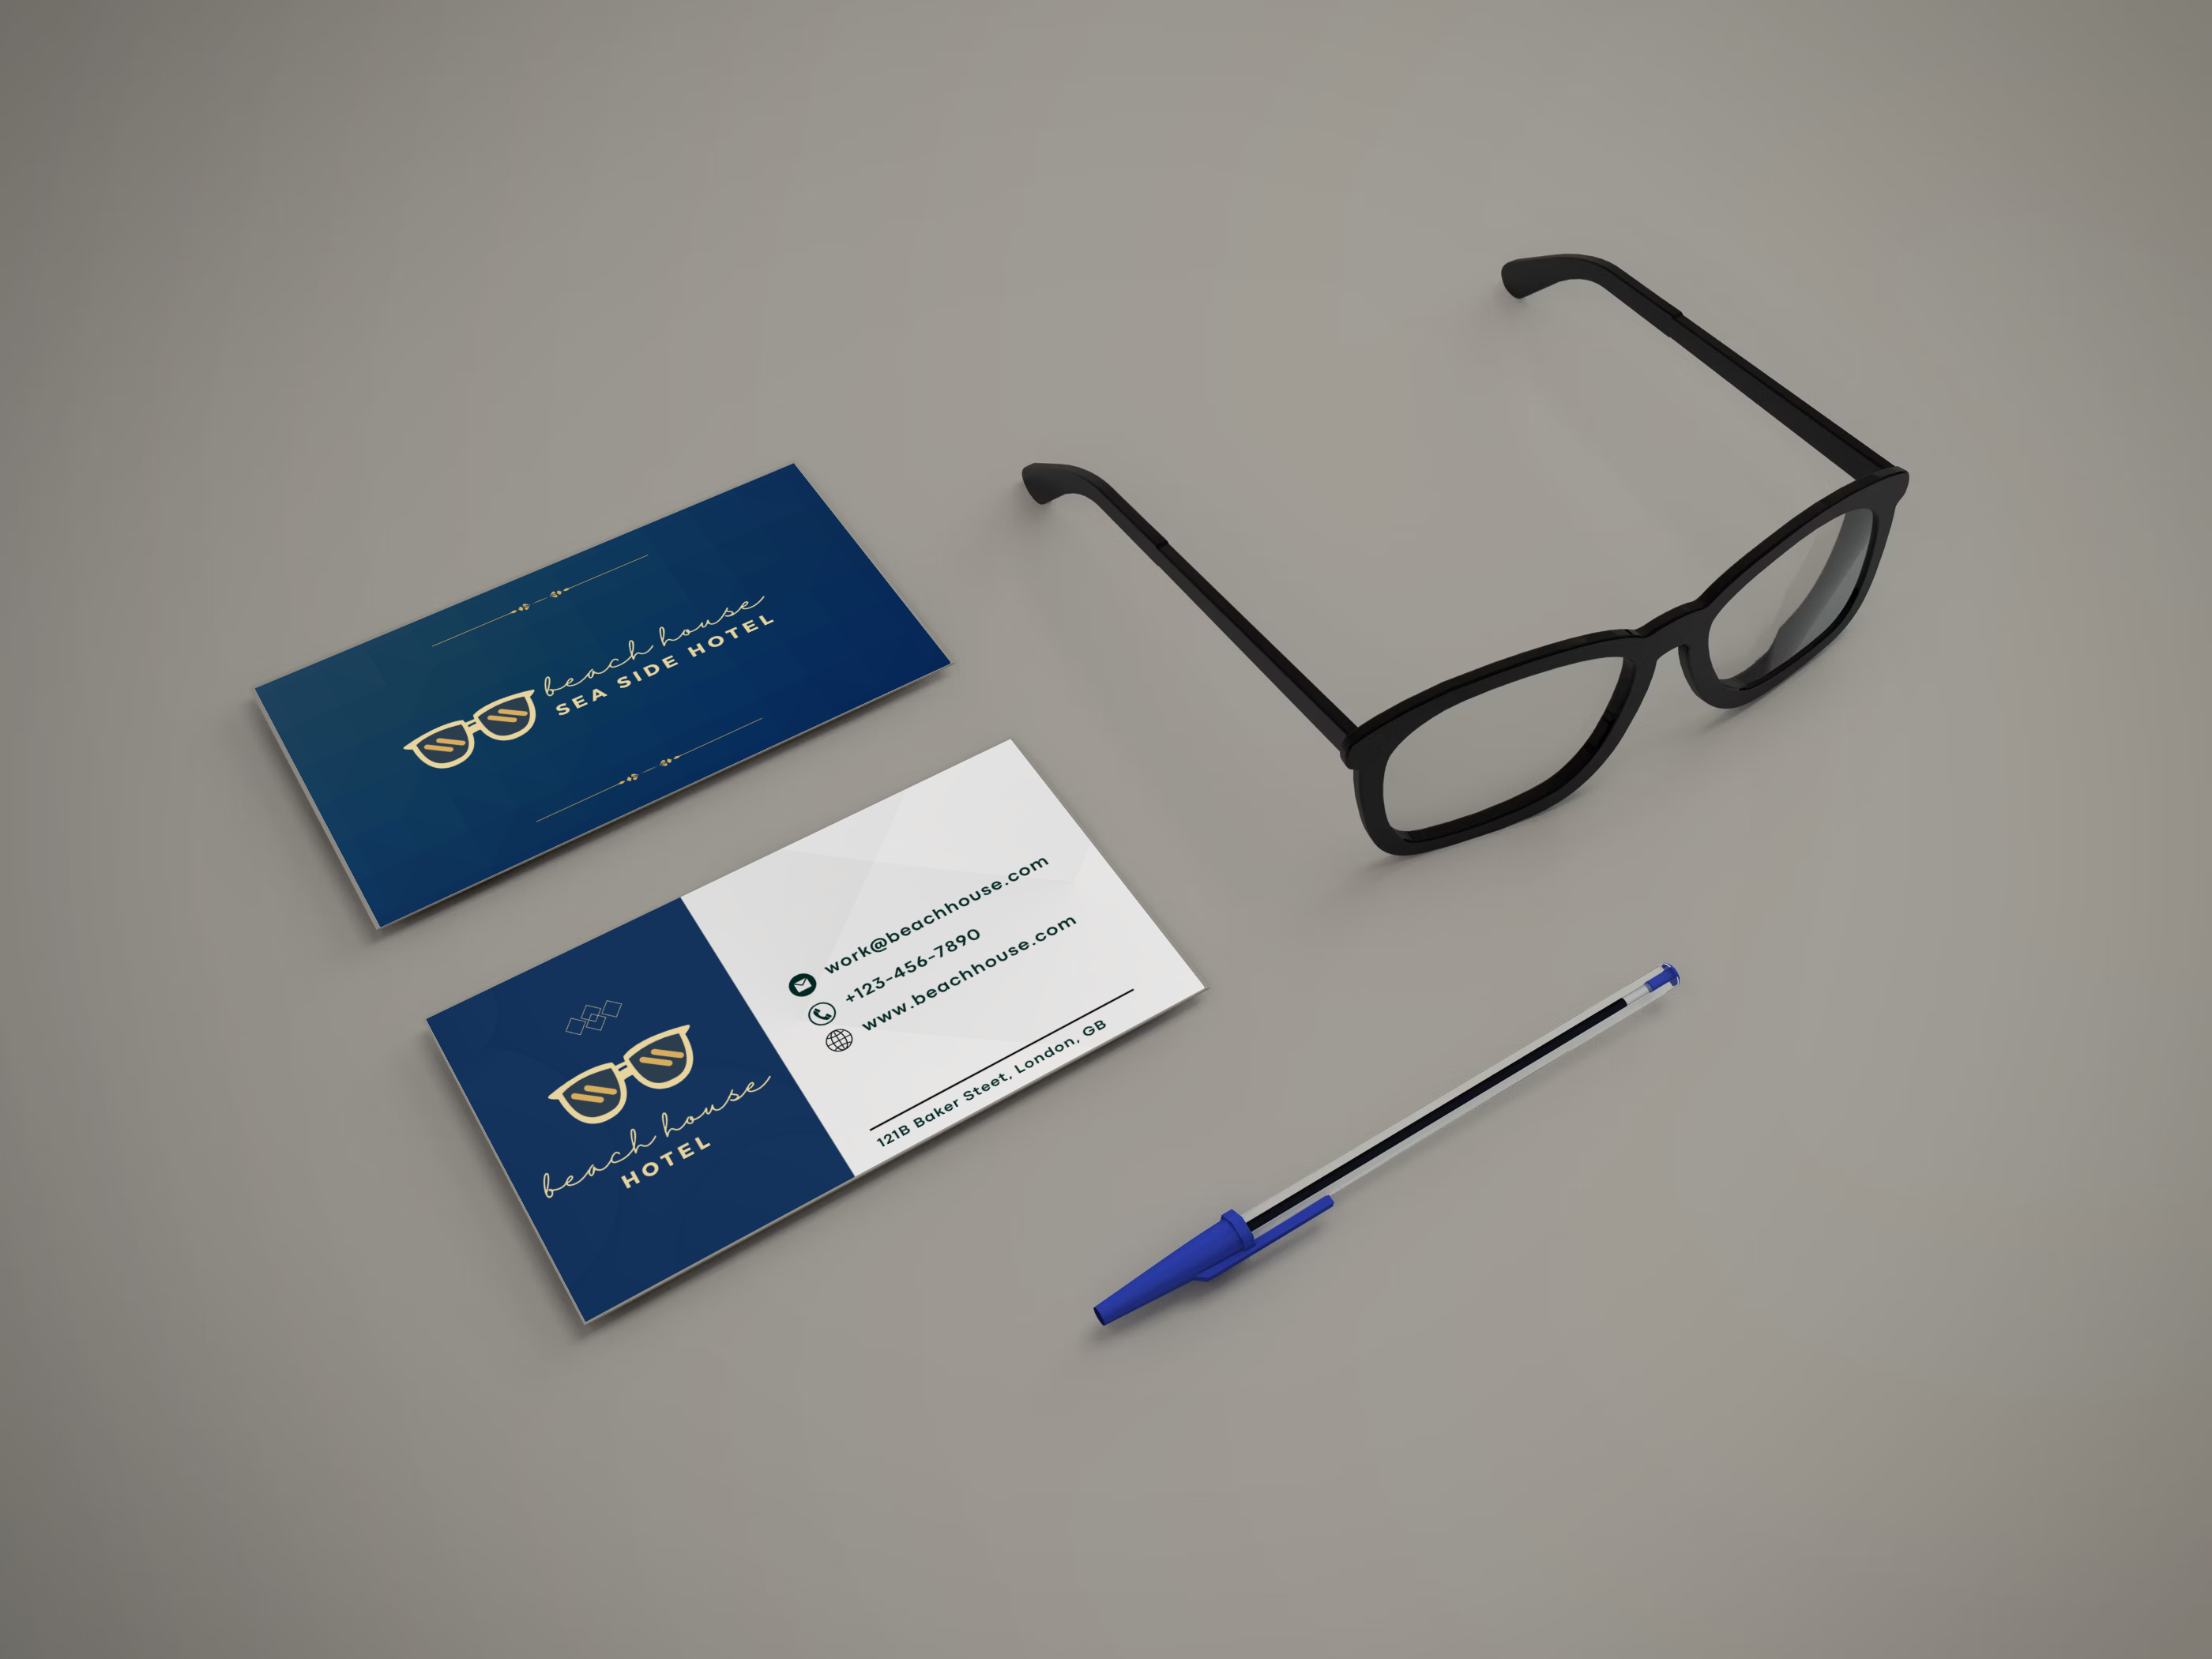 beach house
SEA SIDE HOTEL
beach house
HOTEL
work@beachhouse.com
+123-456-7890
www.beachhouse.com
121B Baker Steet, London, GB